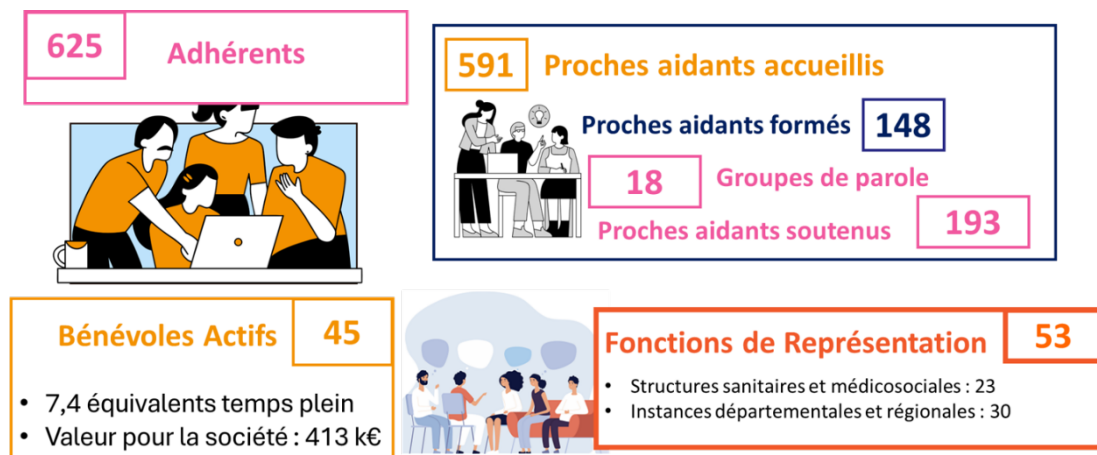 625 Adhérents
591 Proches aidants accueillis
Proches aidants formés 148
18 Groupes de parole
Proches aidants soutenus 193
Bénévoles Actifs 45
• 7,4 équivalents temps plein
• Valeur pour la société : 413 k€
Fonctions de Représentation 53
• Structures sanitaires et médicosociales : 23
• Instances départementales et régionales : 30